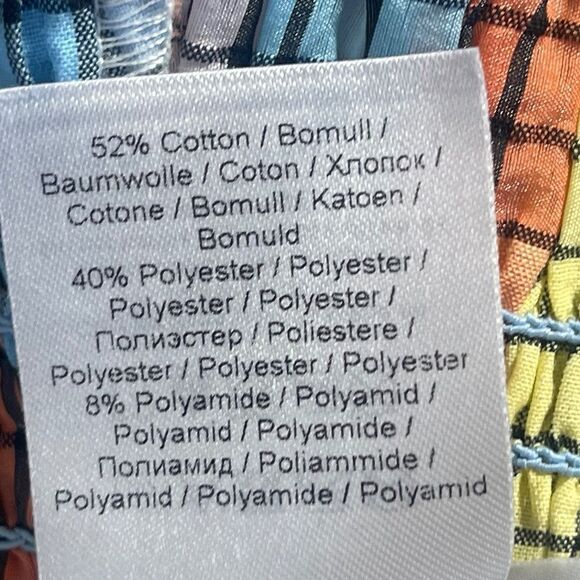 52% Cotton / Bomull /
Baumwolle / Coton / Хлопок /
Cotone / Bomull / Katoen /
Bomuld
40% Polyester / Polyester /
Polyester / Polyester /
Полиэстер / Poliestere /
Polyester / Polyester / Polyester
8% Polyamide / Polyamid /
Polyamid / Polyamide /
Полиамид / Poliammide /
Polyamid / Polyamide / Polyamid